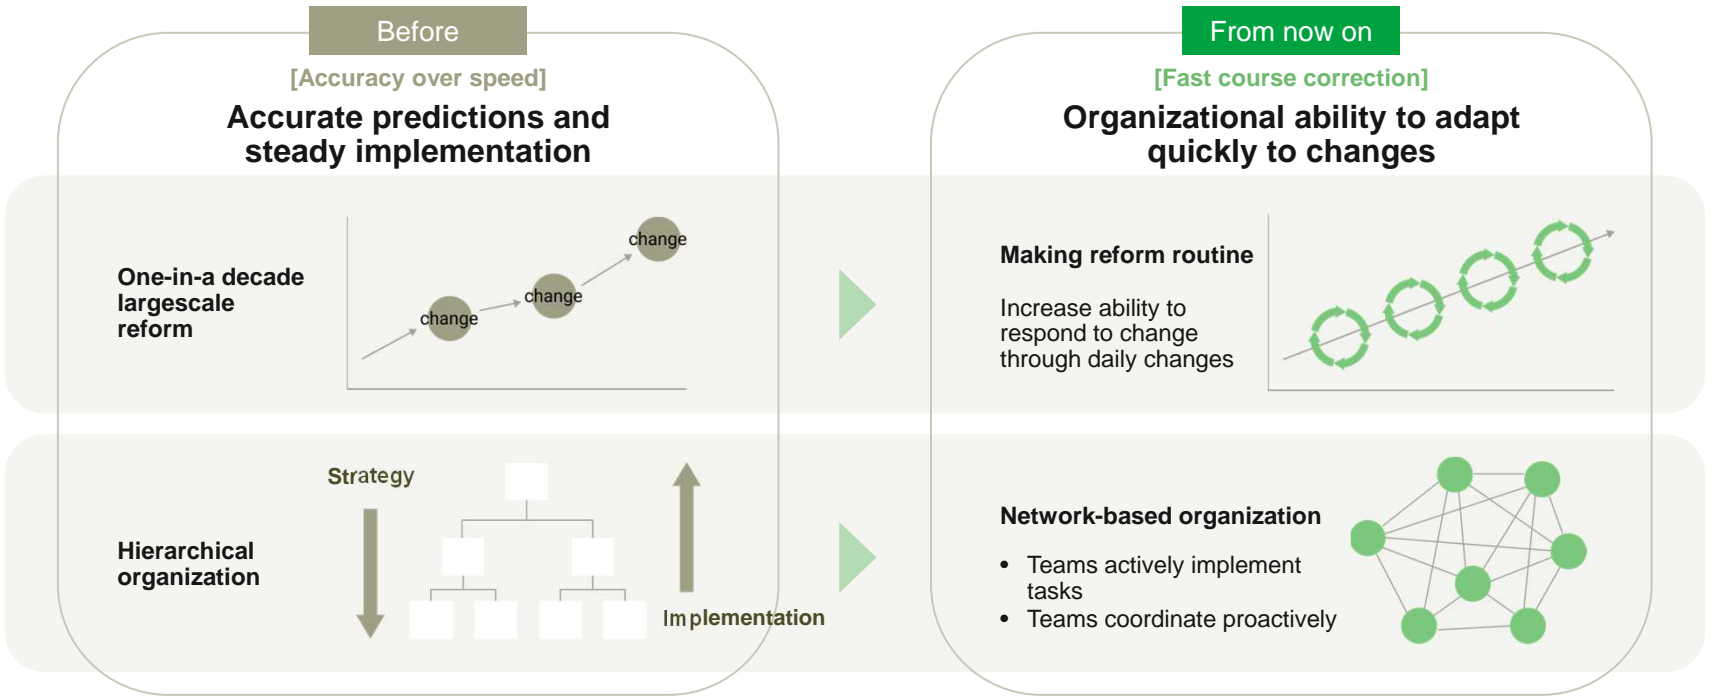 Before
[Accuracy over speed]
Accurate predictions and
steady implementation
One-in-a decade
largescale
reform
change
change
change
Strategy
Hierarchical
organization
Implementation
From now on
[Fast course correction]
Organizational ability to adapt
quickly to changes
Making reform routine
Increase ability to
respond to change
through daily changes
Network-based organization
• Teams actively implement
tasks
• Teams coordinate proactively